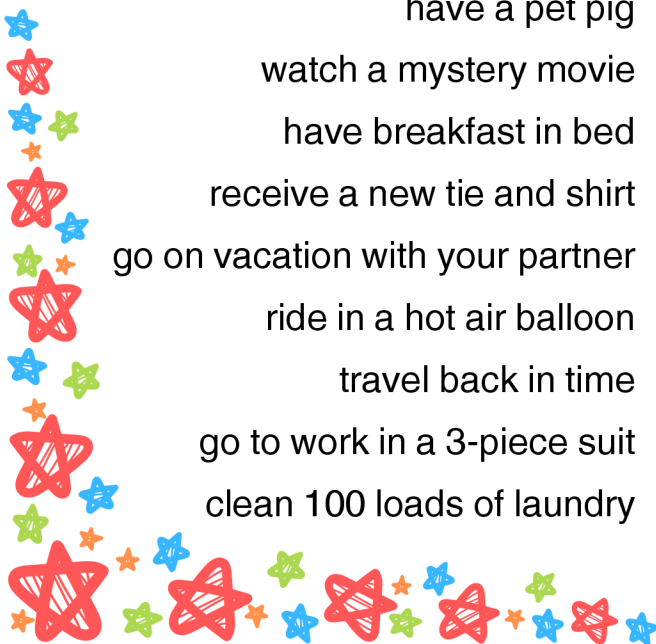 have a pet pig
watch a mystery movie
have breakfast in bed
receive a new tie and shirt
go on vacation with your partner
ride in a hot air balloon
travel back in time
go to work in a 3-piece suit
clean 100 loads of laundry